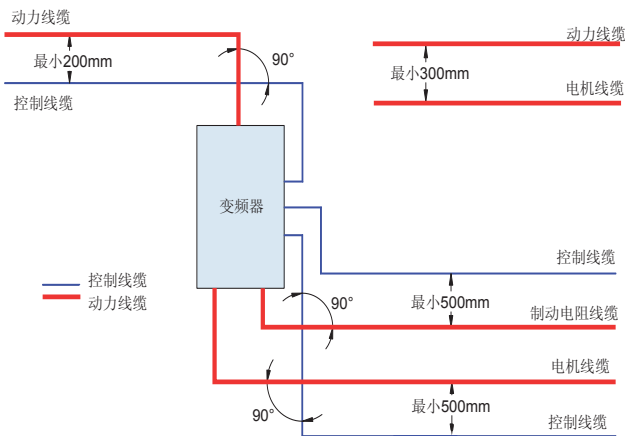 动力线缆
最小200mm
90°
控制线缆
动力线缆
最小300mm
电机线缆
变频器
控制线缆
动力线缆
控制线缆
90°
最小500mm
制动电阻线缆
电机线缆
90°
最小500mm
控制线缆